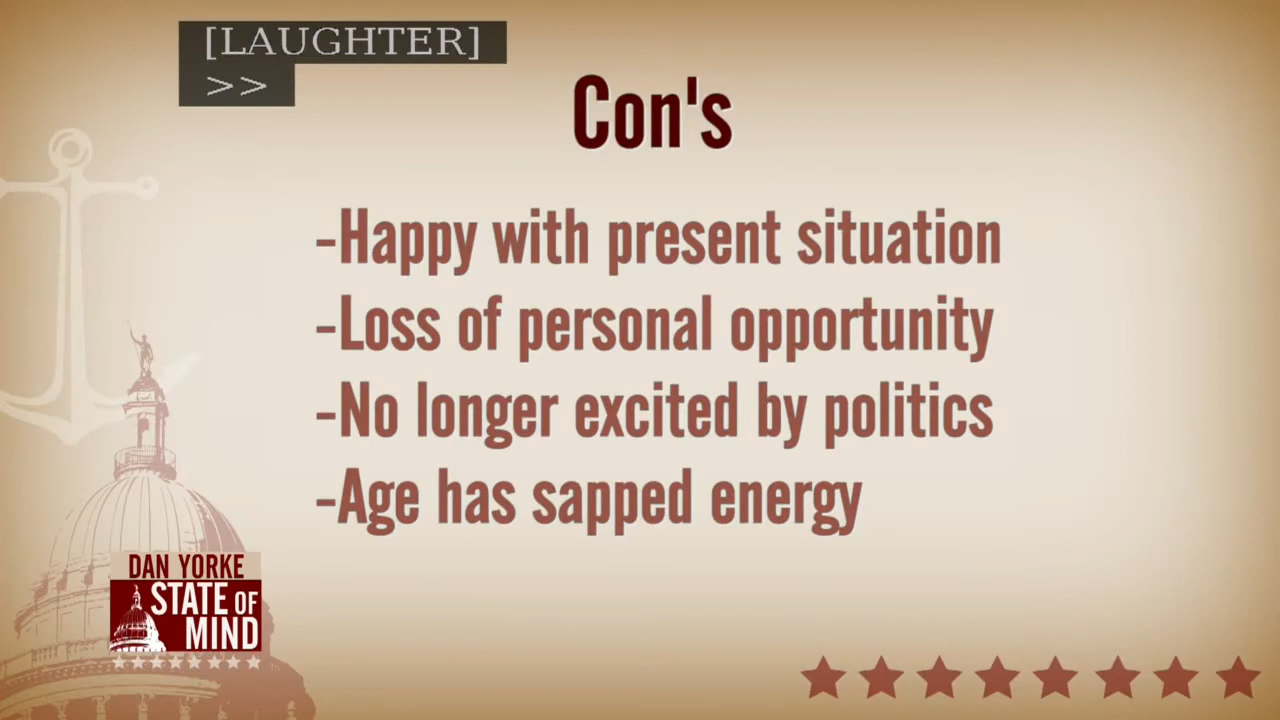 [LAUGHTER]
>>
Con's
-Happy with present situation
-Loss of personal opportunity
-No longer excited by politics
-Age has sapped energy
DAN YORKE
STATE OF
MIND